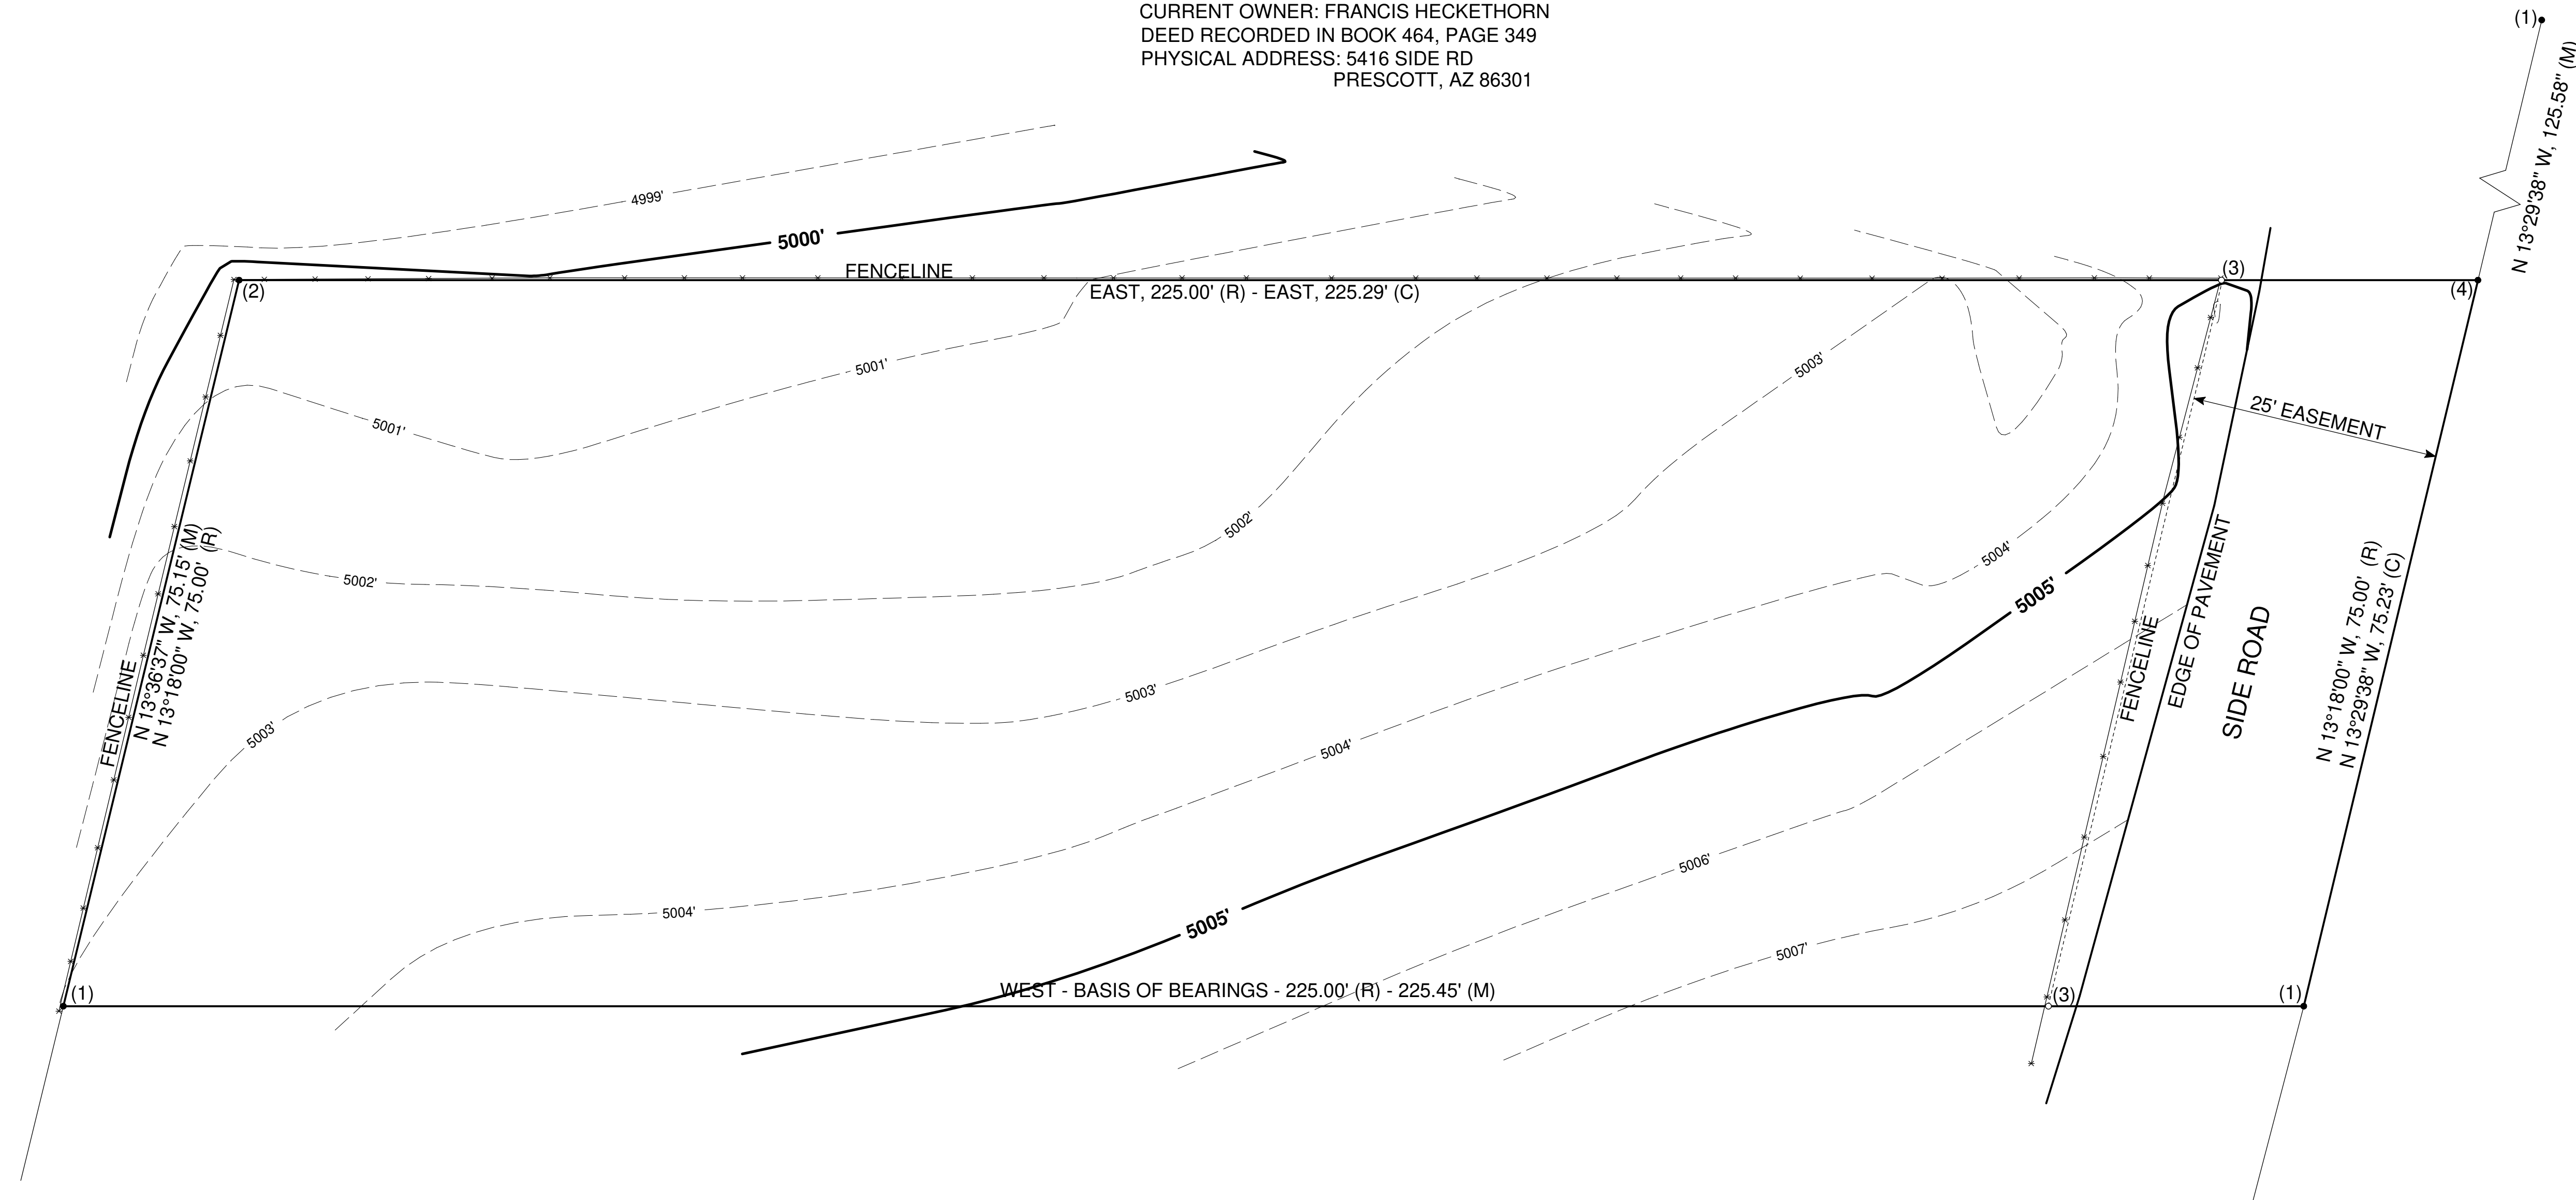 CURRENT OWNER: FRANCIS HECKETHORN
DEED RECORDED IN BOOK 464, PAGE 349
PHYSICAL ADDRESS: 5416 SIDE RD
PRESCOTT, AZ 86301
(1)
N 13°29'38" W, 125.58" (M)
4999'
5000'
FENCELINE
(2)
EAST, 225.00' (R) - EAST, 225.29' (C)
(3)
(4)
5001'
5001'
5003'
25' EASEMENT
5002'
5002'
5004'
5005'
FENCELINE
N 13°36'37" W, 75.15' (M)
N 13°18'00" W, 75.00' (R)
5003'
5003'
5004'
FENCELINE
EDGE OF PAVEMENT
SIDE ROAD
N 13°18'00" W, 75.00' (R)
N 13°29'38" W, 75.23' (C)
5004'
5005'
5006'
5007'
(1)
WEST - BASIS OF BEARINGS - 225.00' (R) - 225.45' (M)
(3)
(1)